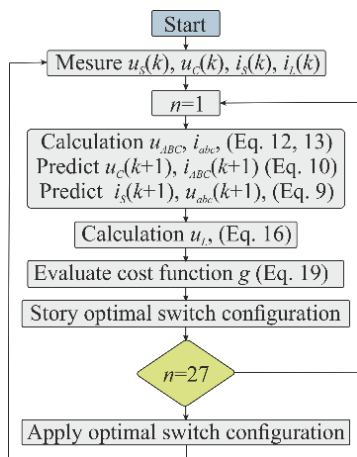 Start
Mesure u_S(k), u_C(k), i_S(k), i_L(k)
n=1
Calculation u_ABC, i_abc, (Eq. 12, 13)
Predict u_C(k+1), i_ABC(k+1) (Eq. 10)
Predict i_S(k+1), u_abc(k+1), (Eq. 9)
Calculation u_L, (Eq. 16)
Evaluate cost function g (Eq. 19)
Story optimal switch configuration
n=27
Apply optimal switch configuration